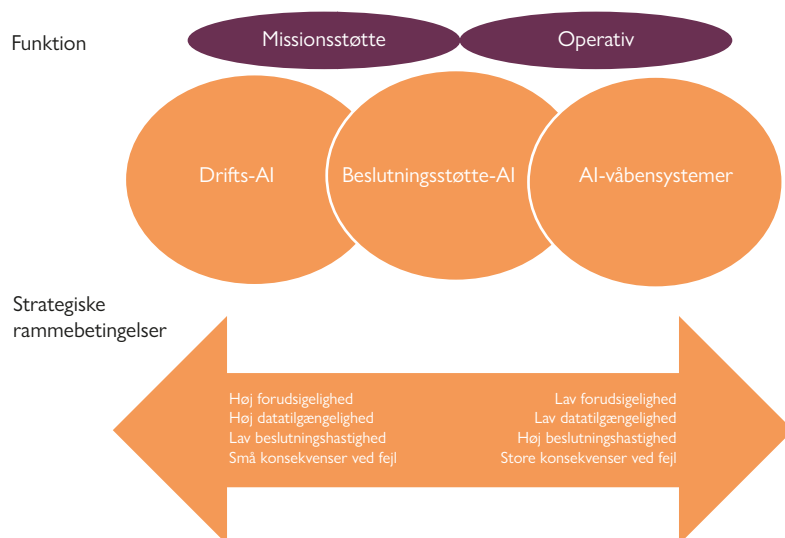 Funktion
Missionsstøtte
Operativ
Drifts-AI
Beslutningsstøtte-AI
AI-våbensystemer
Strategiske
rammebetingelser
Høj forudsigelighed
Høj datatilgængelighed
Lav beslutningshastighed
Små konsekvenser ved fejl
Lav forudsigelighed
Lav datatilgængelighed
Høj beslutningshastighed
Store konsekvenser ved fejl